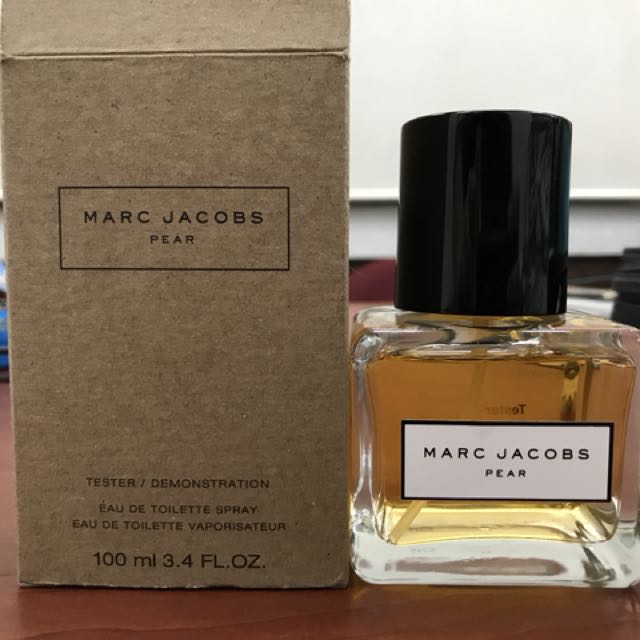 MARC JACOBS
PEAR
TESTER / DEMONSTRATION
ÉAU DE TOILETTE SPRAY
EAU DE TOILETTE VAPORISATEUR
100 ml 3.4 FL.OZ.
Tester
MARC JACOBS
PEAR